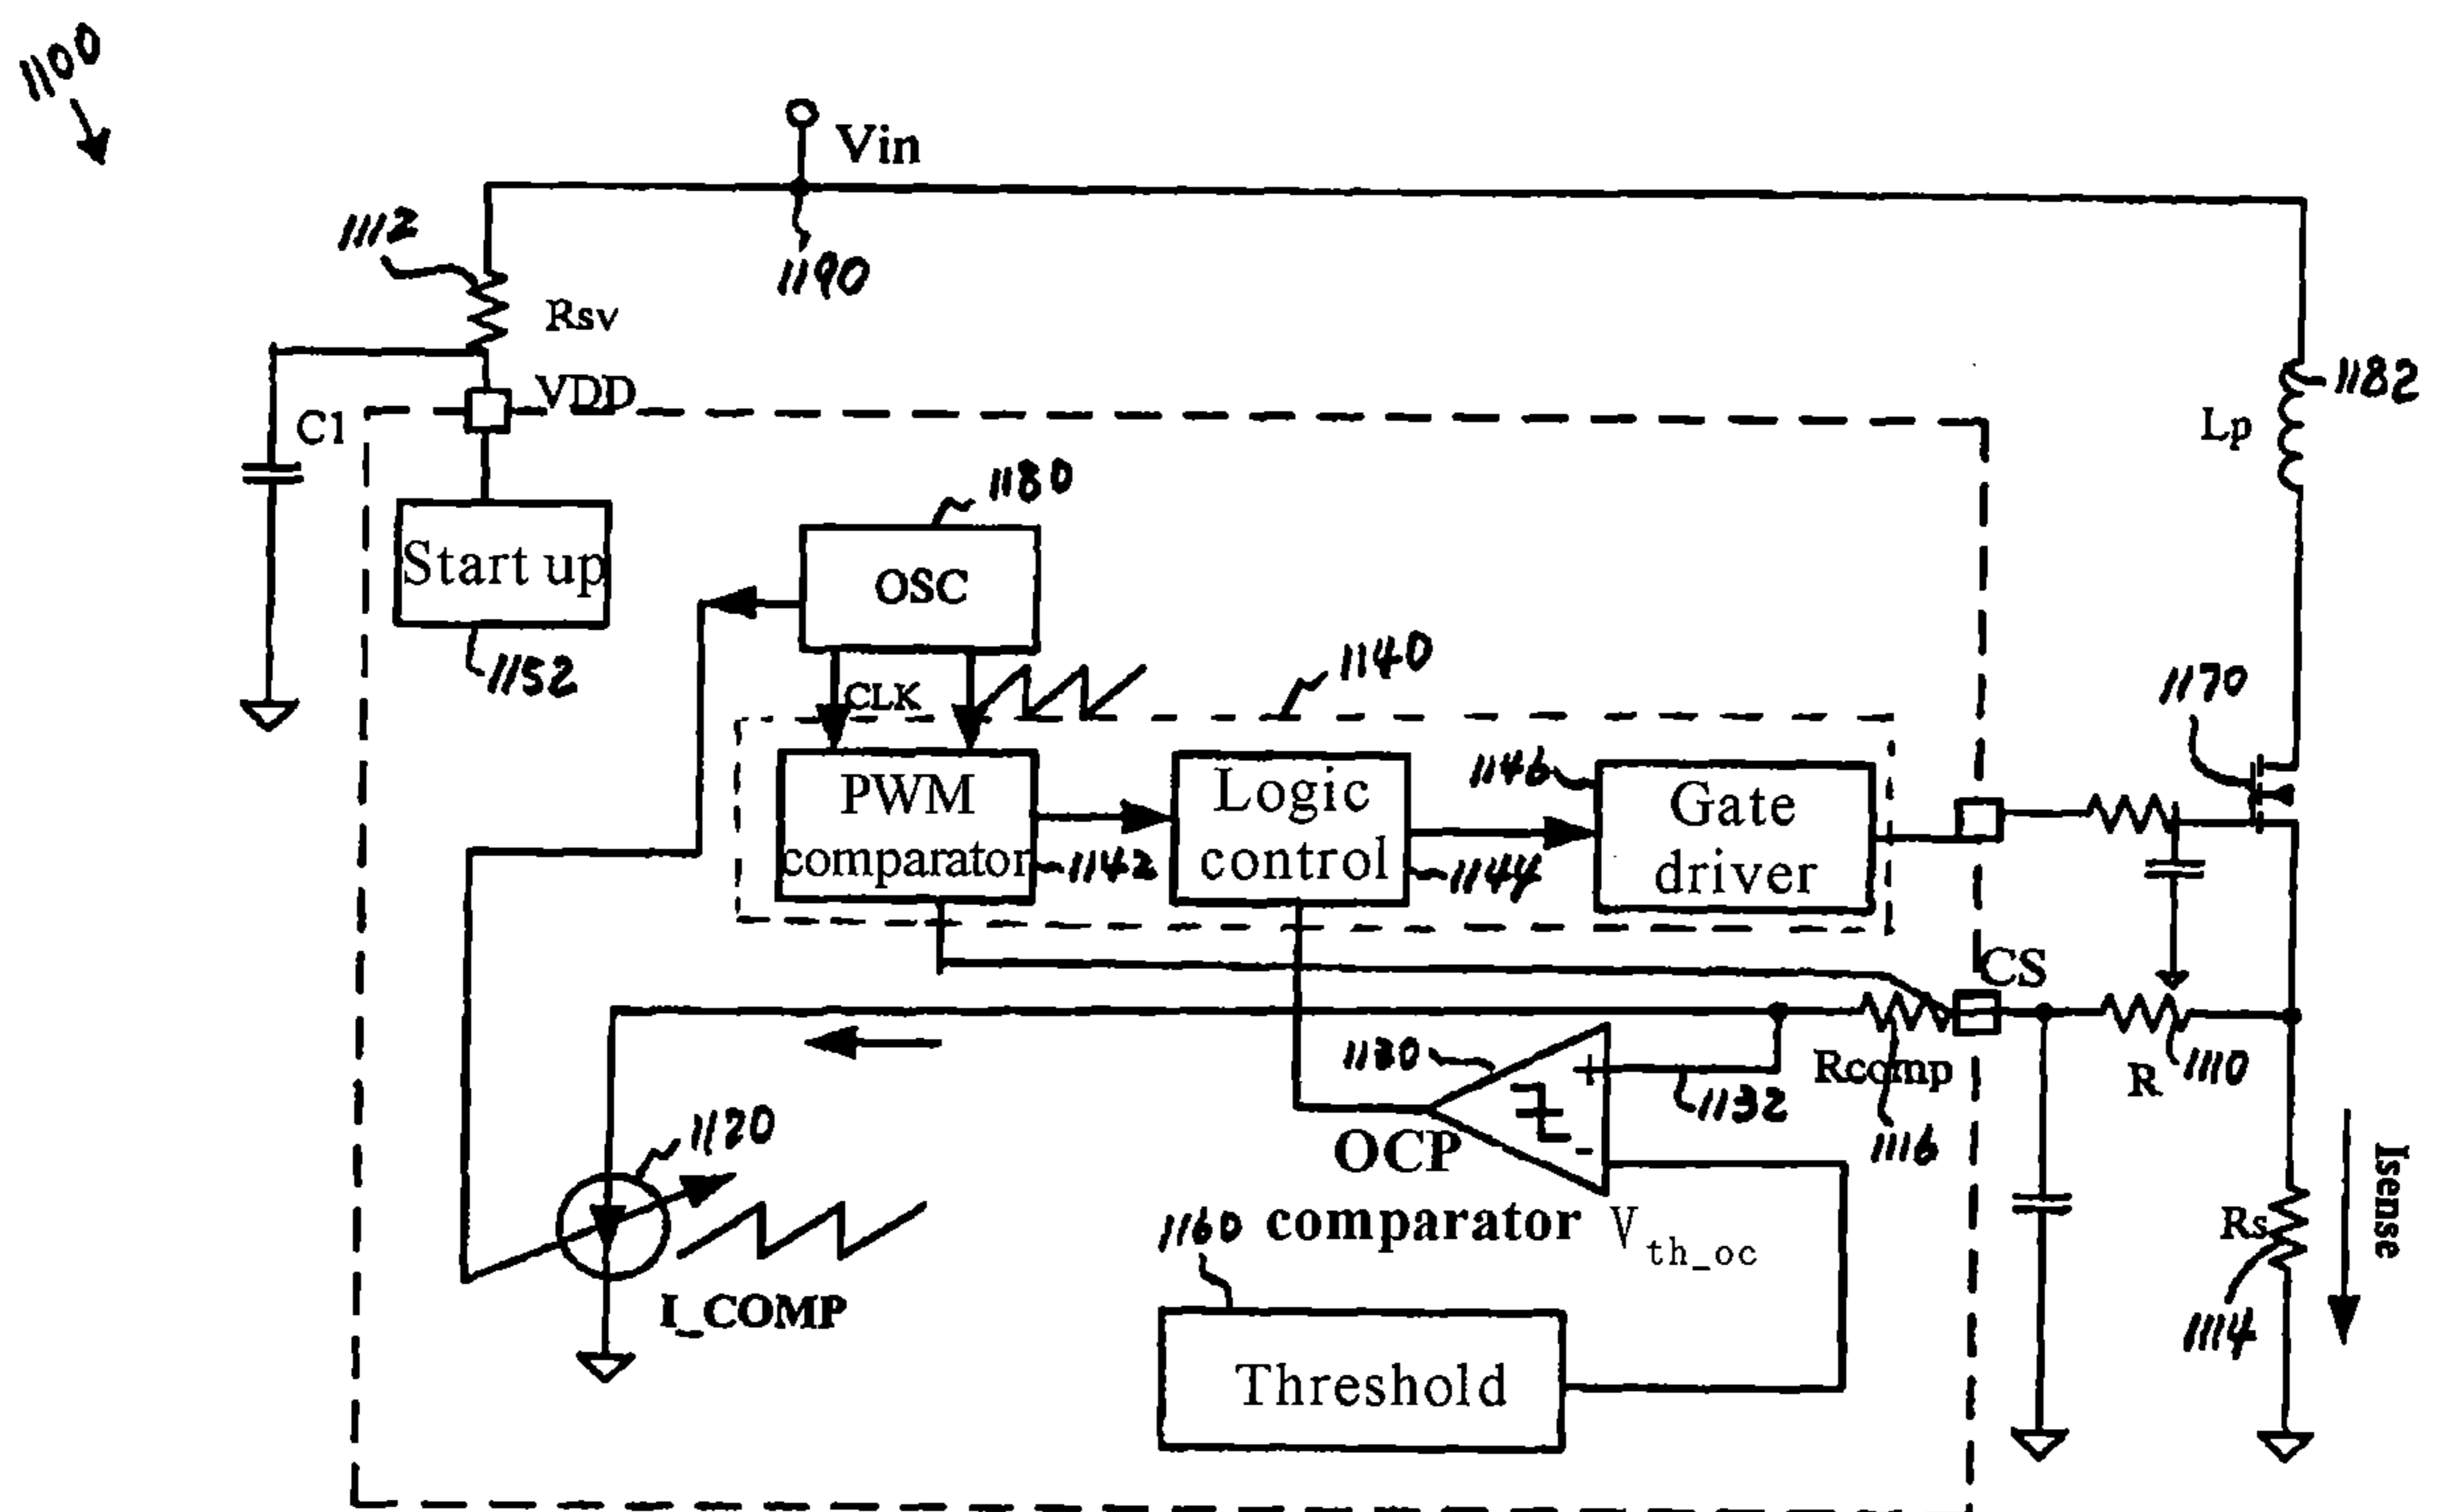 1100
Vin
1112
1190
Rsv
VDD
C1
1182
Lp
1180
Start up
OSC
1152
CLK
1140
1170
PWM
comparator
1142
Logic
control
1144
1146
Gate
driver
CS
1130
+
1132
Rcomp
R
1110
1116
-
OCP
comparator
V th_oc
1120
I_COMP
1160
Threshold
Rs
1114
Isense